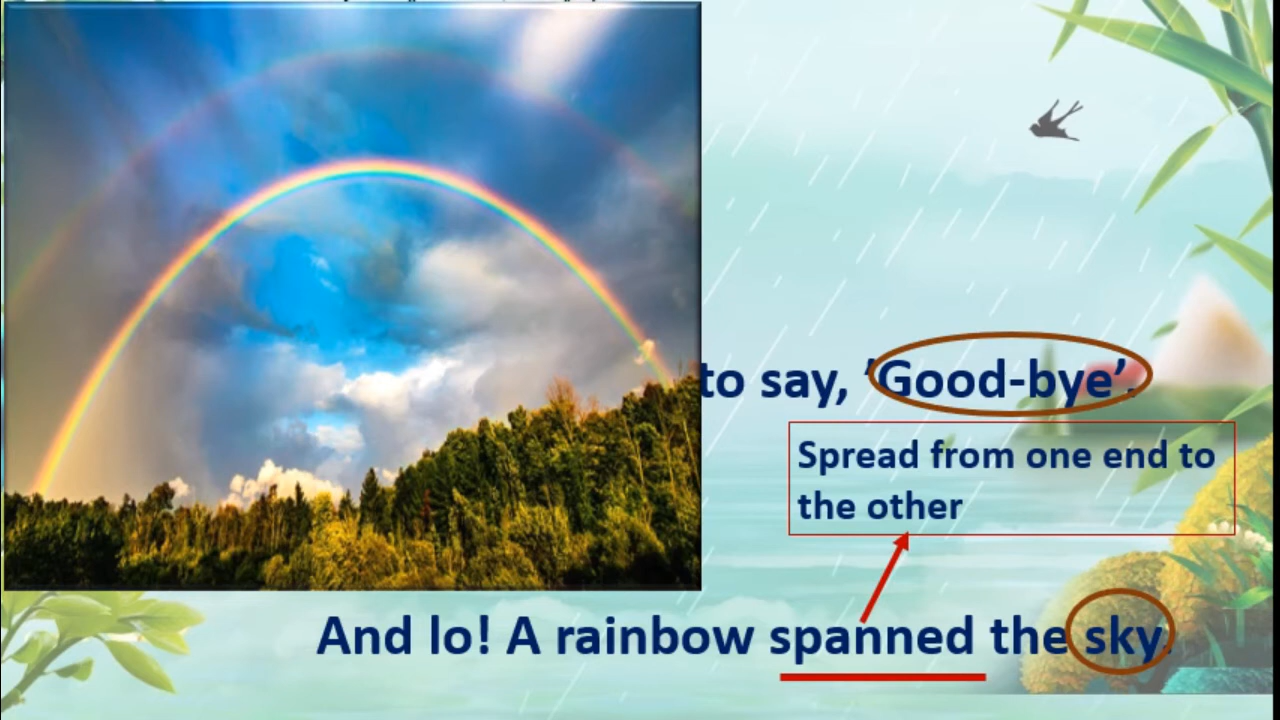 to say, ‘Good-bye’.
Spread from one end to
the other
And lo! A rainbow spanned the sky.